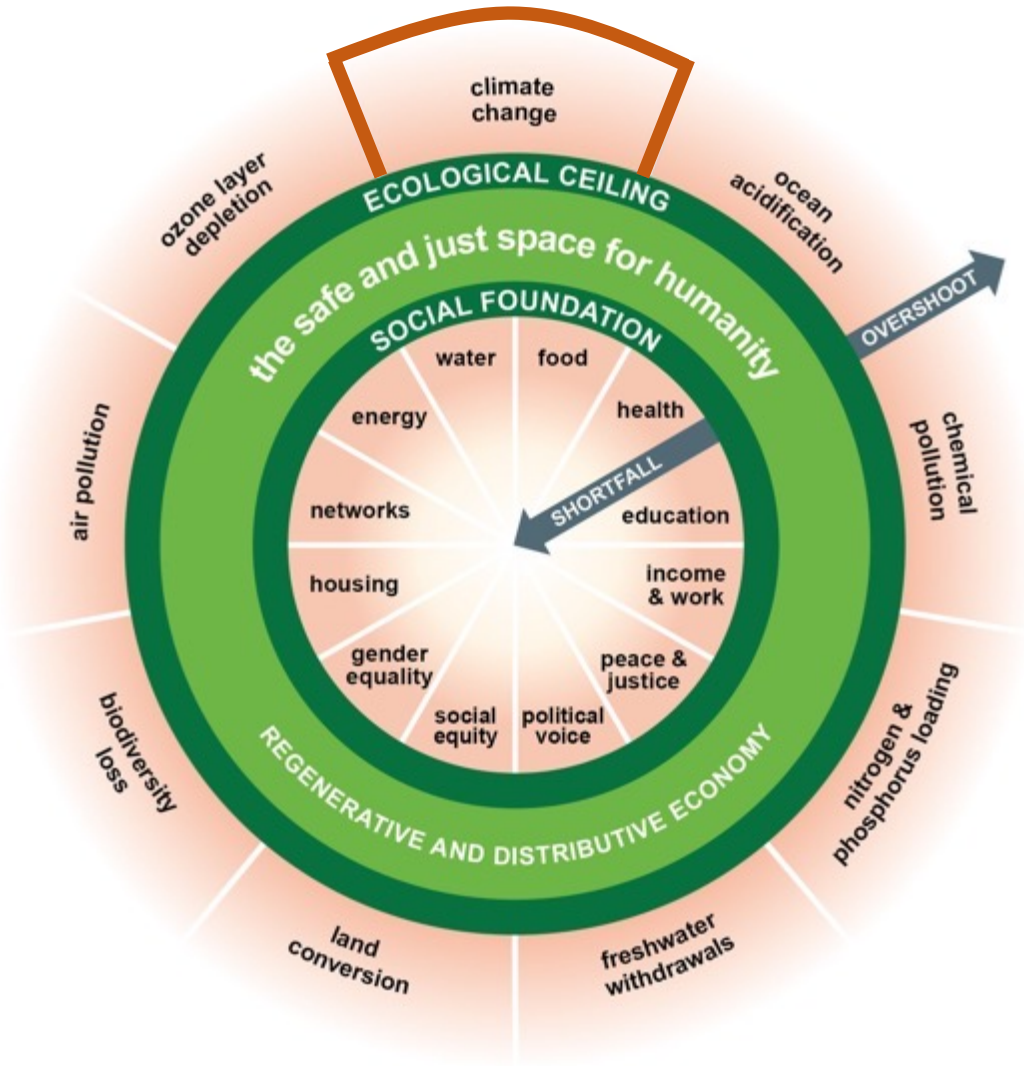 climate
change
ozone layer
depletion
ocean
acidification
ECOLOGICAL CEILING
the safe and just space for humanity
OVERSHOOT
SOCIAL FOUNDATION
water
food
energy
health
air pollution
chemical
pollution
SHORTFALL
networks
education
housing
income
& work
gender
equality
peace &
justice
social
equity
political
voice
biodiversity
loss
nitrogen &
phosphorus loading
REGENERATIVE AND DISTRIBUTIVE ECONOMY
land
conversion
freshwater
withdrawals